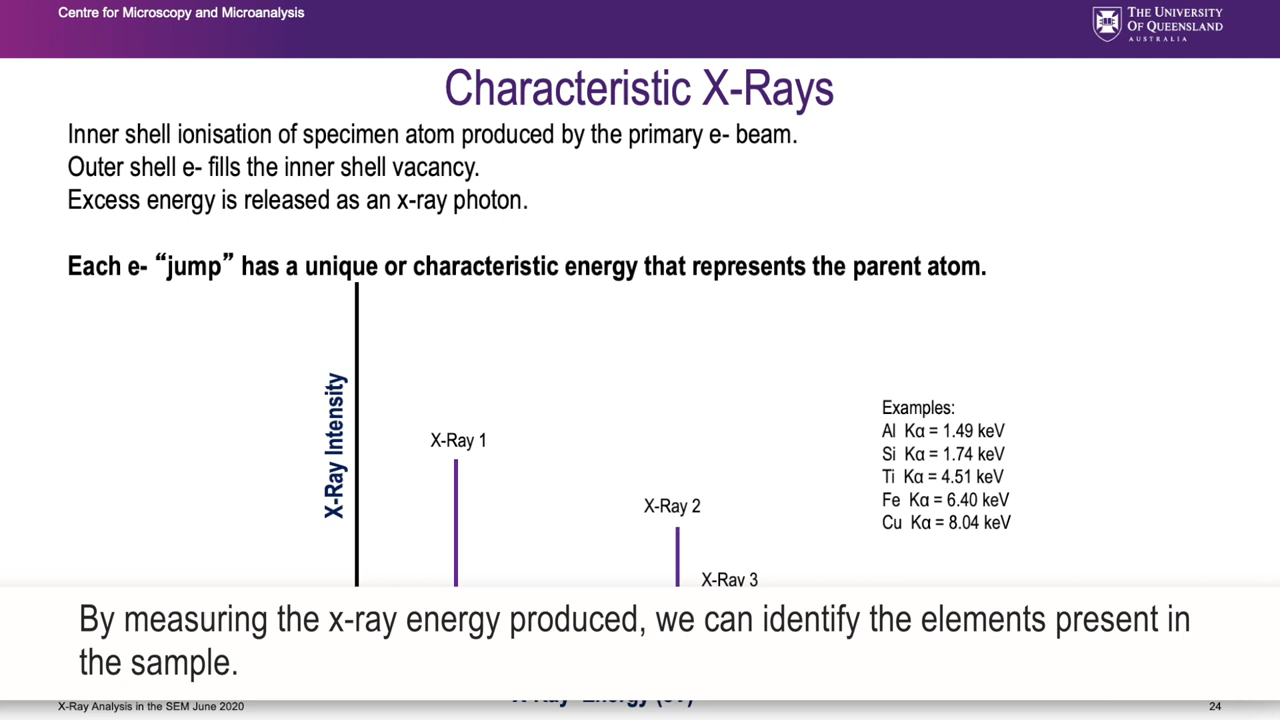 Centre for Microscopy and Microanalysis
THE UNIVERSITY
OF QUEENSLAND
AUSTRALIA
Characteristic X-Rays
Inner shell ionisation of specimen atom produced by the primary e- beam.
Outer shell e- fills the inner shell vacancy.
Excess energy is released as an x-ray photon.
Each e- “jump” has a unique or characteristic energy that represents the parent atom.
X-Ray Intensity
X-Ray 1
X-Ray 2
X-Ray 3
Examples:
Al Kα = 1.49 keV
Si Kα = 1.74 keV
Ti Kα = 4.51 keV
Fe Kα = 6.40 keV
Cu Kα = 8.04 keV
By measuring the x-ray energy produced, we can identify the elements present in
the sample.
X-Ray Analysis in the SEM June 2020
24